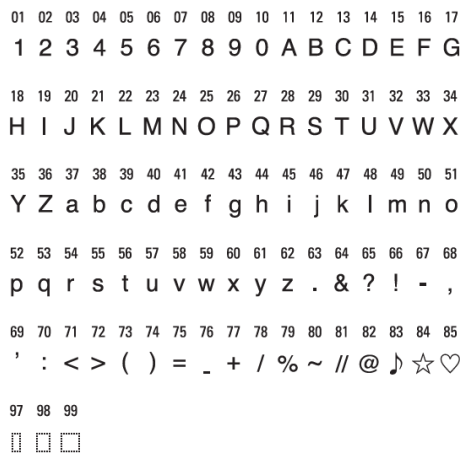 01 02 03 04 05 06 07 08 09 10 11 12 13 14 15 16 17
1 2 3 4 5 6 7 8 9 0 A B C D E F G
18 19 20 21 22 23 24 25 26 27 28 29 30 31 32 33 34
H I J K L M N O P Q R S T U V W X
35 36 37 38 39 40 41 42 43 44 45 46 47 48 49 50 51
Y Z a b c d e f g h i j k l m n o
52 53 54 55 56 57 58 59 60 61 62 63 64 65 66 67 68
p q r s t u v w x y z . & ? ! - ,
69 70 71 72 73 74 75 76 77 78 79 80 81 82 83 84 85
' : < > ( ) = _ + / % ~ // @ ♪ ☆ ♡
97 98 99